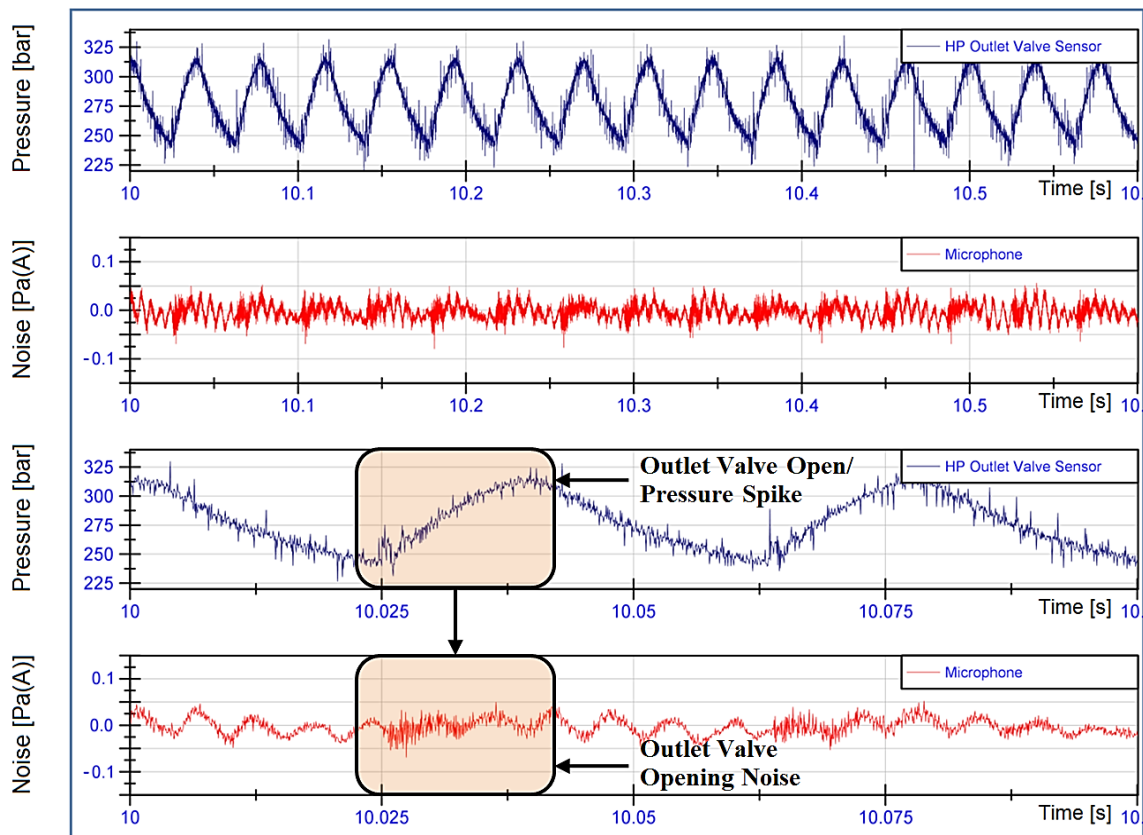 Pressure [bar]
325
300
275
250
225
HP Outlet Valve Sensor
10
10.1
10.2
10.3
10.4
10.5
10.
Time [s]
Noise [Pa(A)]
0.1
0.0
-0.1
Microphone
10
10.1
10.2
10.3
10.4
10.5
10.
Time [s]
Pressure [bar]
325
300
275
250
225
Outlet Valve Open/
Pressure Spike
HP Outlet Valve Sensor
10
10.025
10.05
10.075
10.
Time [s]
Noise [Pa(A)]
0.1
0.0
-0.1
Microphone
Outlet Valve
Opening Noise
10
10.025
10.05
10.075
10.
Time [s]